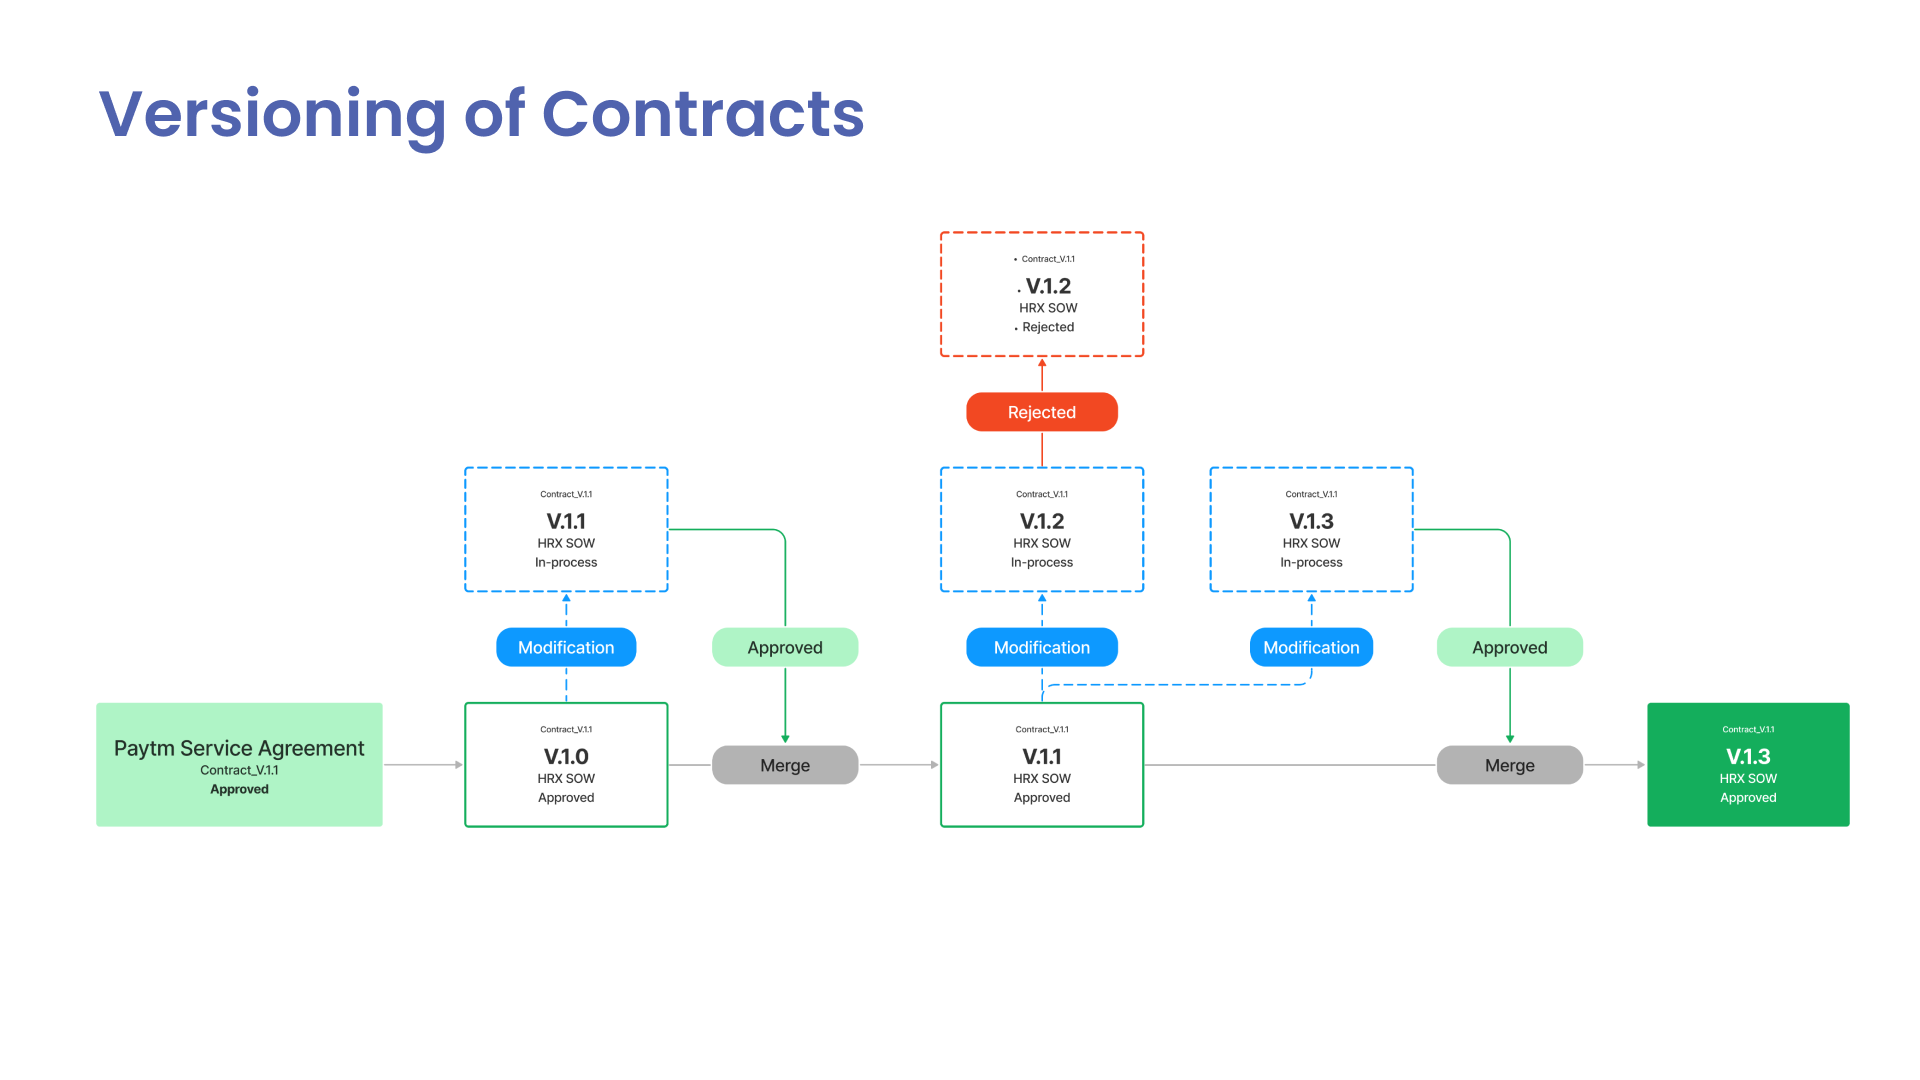 Versioning of Contracts
• Contract_V.1.1
• V.1.2
HRX SOW
• Rejected
Rejected
Contract_V.1.1
V.1.1
HRX SOW
In-process
Contract_V.1.1
V.1.2
HRX SOW
In-process
Contract_V.1.1
V.1.3
HRX SOW
In-process
Modification
Approved
Modification
Modification
Approved
Paytm Service Agreement
Contract_V.1.1
Approved
Contract_V.1.1
V.1.0
HRX SOW
Approved
Merge
Contract_V.1.1
V.1.1
HRX SOW
Approved
Merge
Contract_V.1.1
V.1.3
HRX SOW
Approved